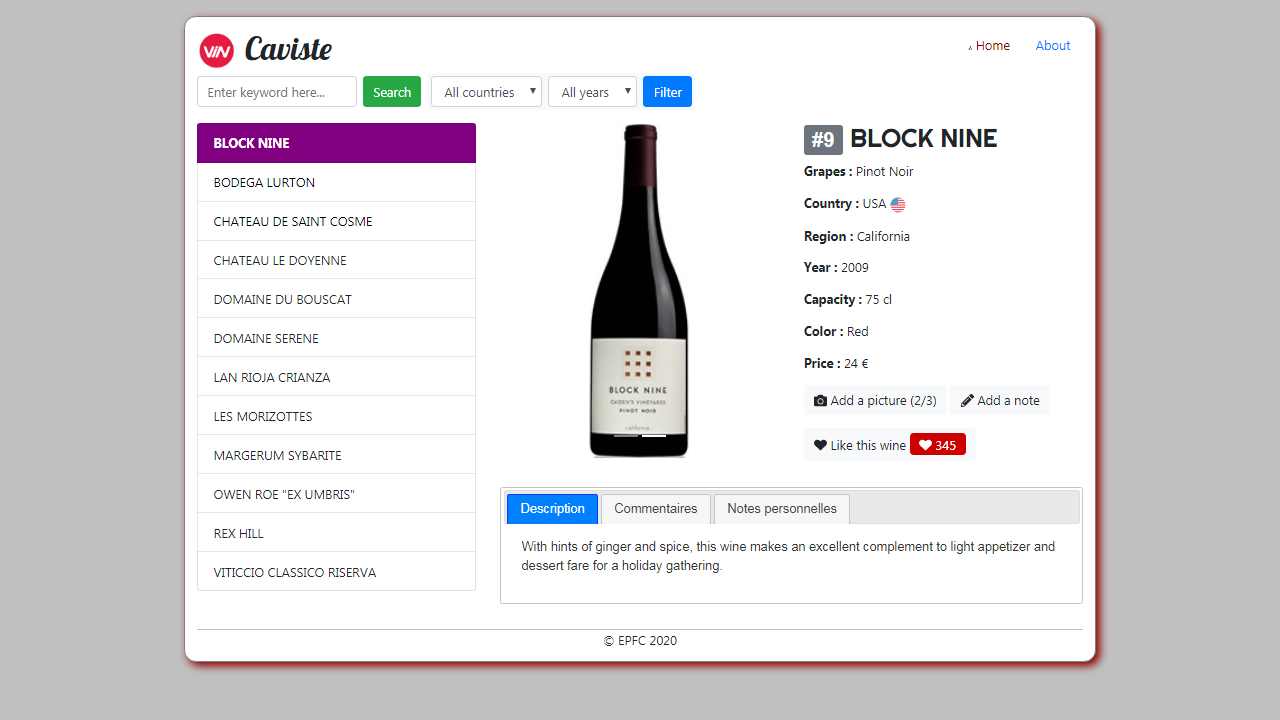 ViN Caviste
Home
About
Enter keyword here...
Search
All countries
All years
Filter
BLOCK NINE
BODEGA LURTON
CHATEAU DE SAINT COSME
CHATEAU LE DOYENNE
DOMAINE DU BOUSCAT
DOMAINE SERENE
LAN RIOJA CRIANZA
LES MORIZOTTES
MARGERUM SYBARITE
OWEN ROE "EX UMBRIS"
REX HILL
VITICCIO CLASSICO RISERVA
BLOCK NINE
CAIDEN'S VINEYARDS
PINOT NOIR
california
#9 BLOCK NINE
Grapes : Pinot Noir
Country : USA
Region : California
Year : 2009
Capacity : 75 cl
Color : Red
Price : 24 €
Add a picture (2/3)
Add a note
Like this wine 345
Description
Commentaires
Notes personnelles
With hints of ginger and spice, this wine makes an excellent complement to light appetizer and
dessert fare for a holiday gathering.
© EPFC 2020